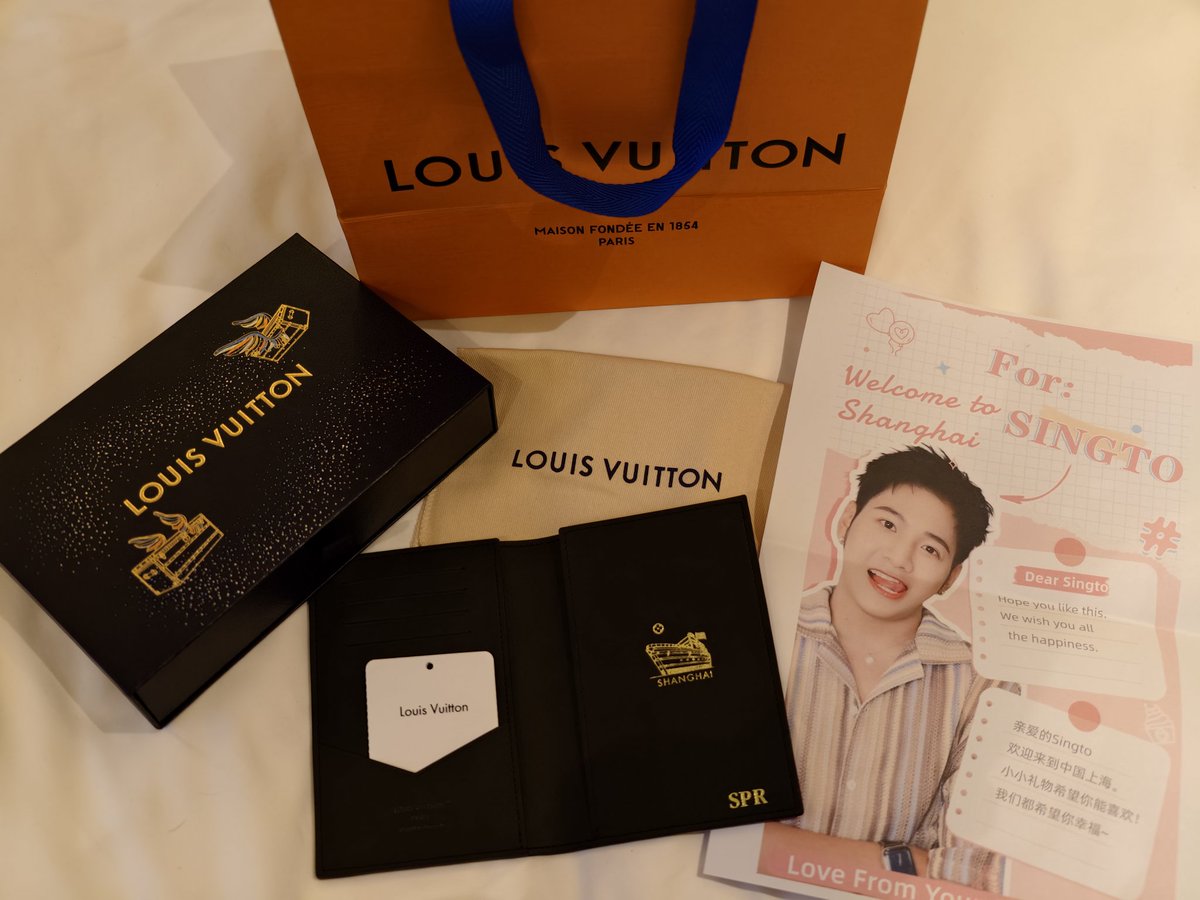 LOUIS VUITTON
MAISON FONDÉE EN 1854
PARIS
LOUIS VUITTON
LOUIS VUITTON
Louis Vuitton
SHANGHAI
SPR
For:
SINGTO
Welcome to
Shanghai
#
Dear Singto
Hope you like this.
We wish you all
the happiness.
亲爱的Singto
欢迎来到中国上海。
小小礼物希望你能喜欢!
我们都希望你幸福~
Love From You